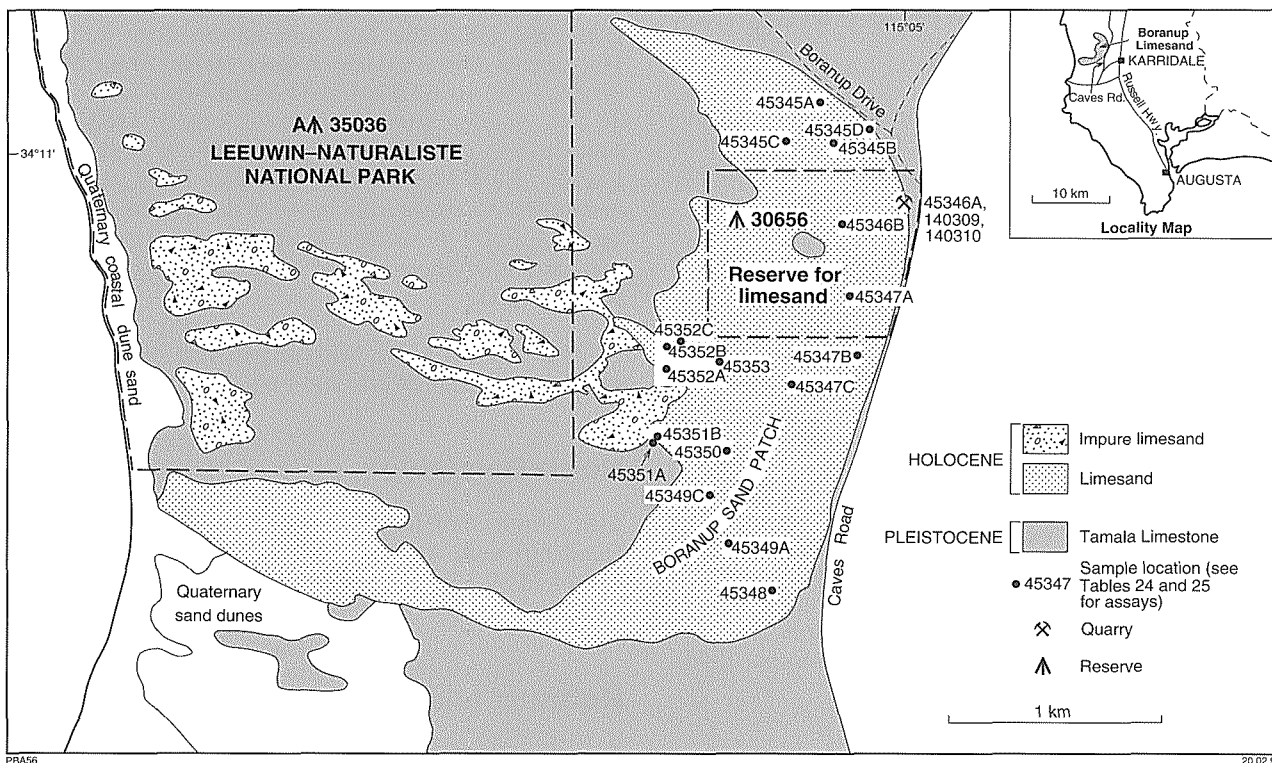 115°05'
34°11'
A 35036
LEEUWIN–NATURALISTE
NATIONAL PARK
Quaternary coastal dune sand
Boranup Drive
45345A
45345D
45345C
45345B
30656
45346B
45346A,
140309,
140310
Reserve for
limesand
45347A
45352C
45352B
45352A
45353
45347B
45347C
45351B
45350
45351A
45349C
45349A
45348
BORANUP SAND PATCH
Caves Road
Quaternary
sand dunes
Boranup
Limesand
KARRIDALE
Caves Rd.
Russell Hwy.
AUGUSTA
10 km
Locality Map
HOLOCENE
Impure limesand
Limesand
PLEISTOCENE
Tamala Limestone
45347
Sample location (see
Tables 24 and 25
for assays)
Quarry
Reserve
1 km
PBA56
20.02